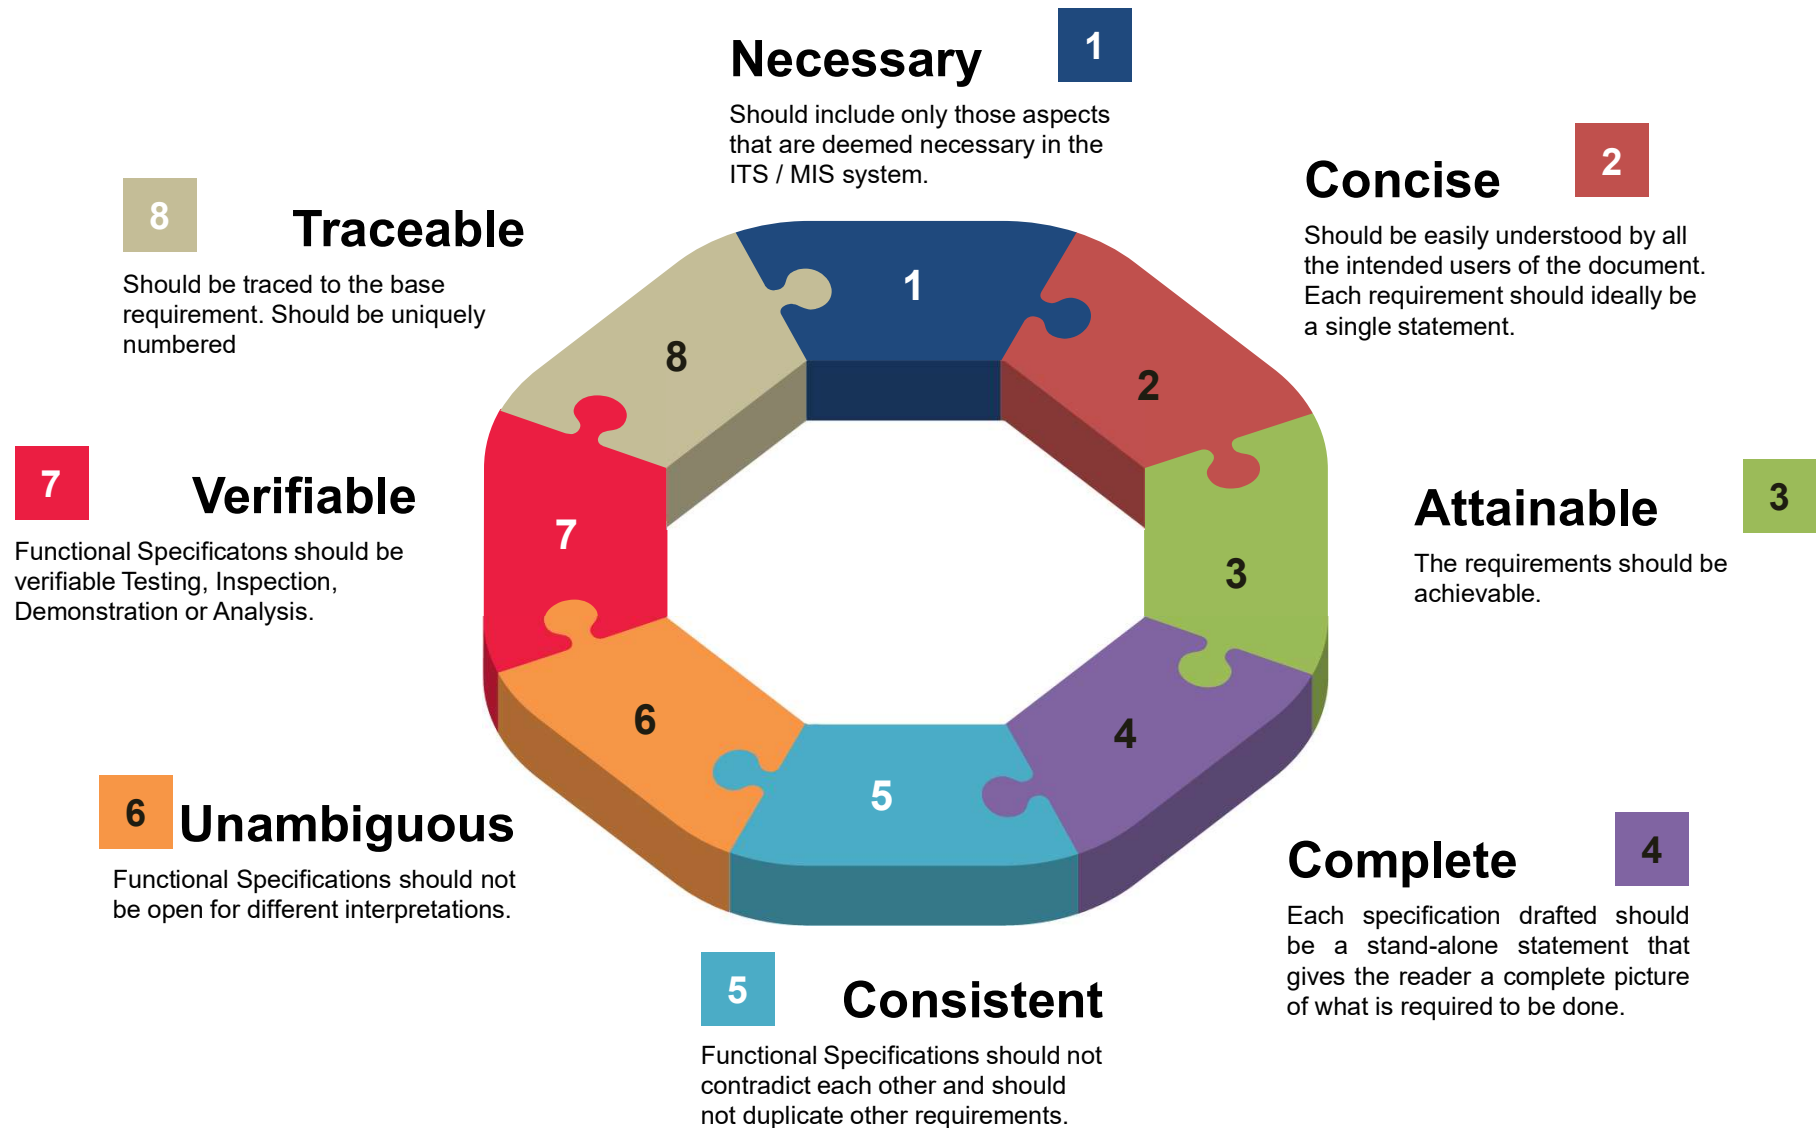 Necessary
1
Should include only those aspects
that are deemed necessary in the
ITS / MIS system.
Concise
2
Should be easily understood by all
the intended users of the document.
Each requirement should ideally be
a single statement.
Attainable
3
The requirements should be
achievable.
Complete
4
Each specification drafted should
be a stand-alone statement that
gives the reader a complete picture
of what is required to be done.
5
Consistent
Functional Specifications should not
contradict each other and should
not duplicate other requirements.
6
Unambiguous
Functional Specifications should not
be open for different interpretations.
7
Verifiable
Functional Specificatons should be
verifiable Testing, Inspection,
Demonstration or Analysis.
8
Traceable
Should be traced to the base
requirement. Should be uniquely
numbered
1
2
3
4
5
6
7
8